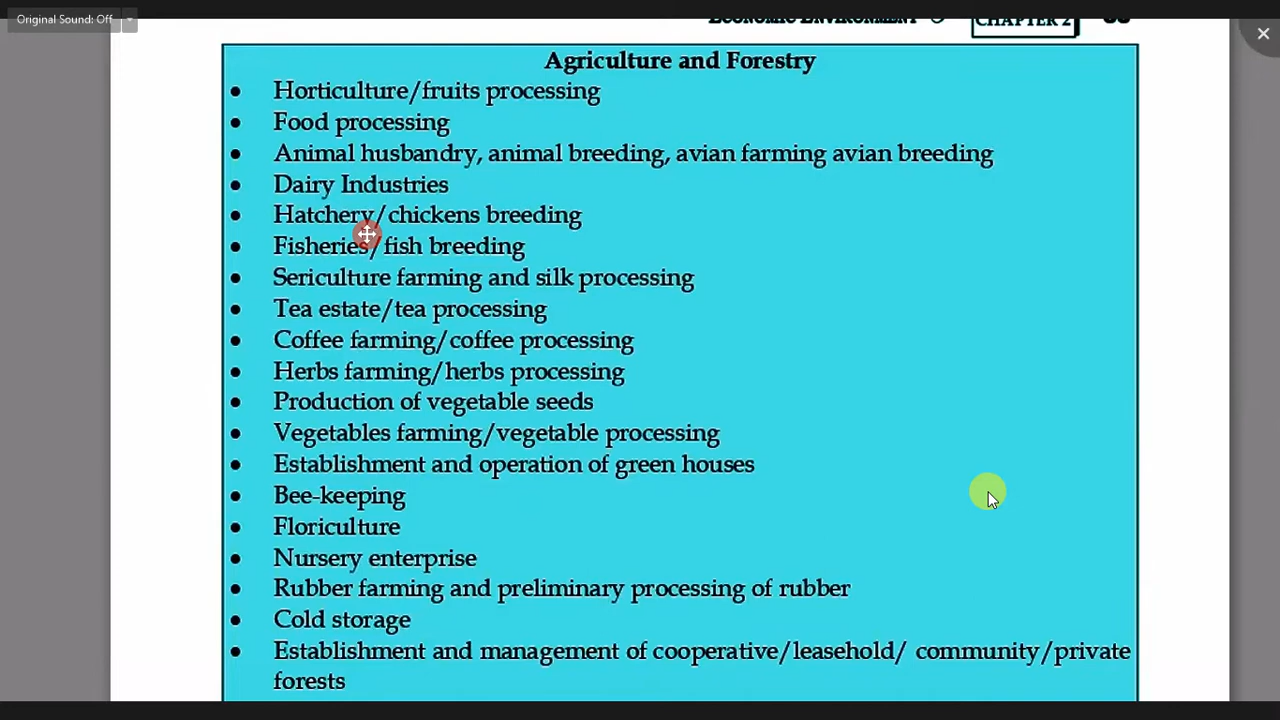 Original Sound: Off
ECONOMIC ENVIRONMENT
CHAPTER 2
Agriculture and Forestry
• Horticulture/fruits processing
• Food processing
• Animal husbandry, animal breeding, avian farming avian breeding
• Dairy Industries
• Hatchery/chickens breeding
• Fisheries/fish breeding
• Sericulture farming and silk processing
• Tea estate/tea processing
• Coffee farming/coffee processing
• Herbs farming/herbs processing
• Production of vegetable seeds
• Vegetables farming/vegetable processing
• Establishment and operation of green houses
• Bee-keeping
• Floriculture
• Nursery enterprise
• Rubber farming and preliminary processing of rubber
• Cold storage
• Establishment and management of cooperative/leasehold/ community/private
forests